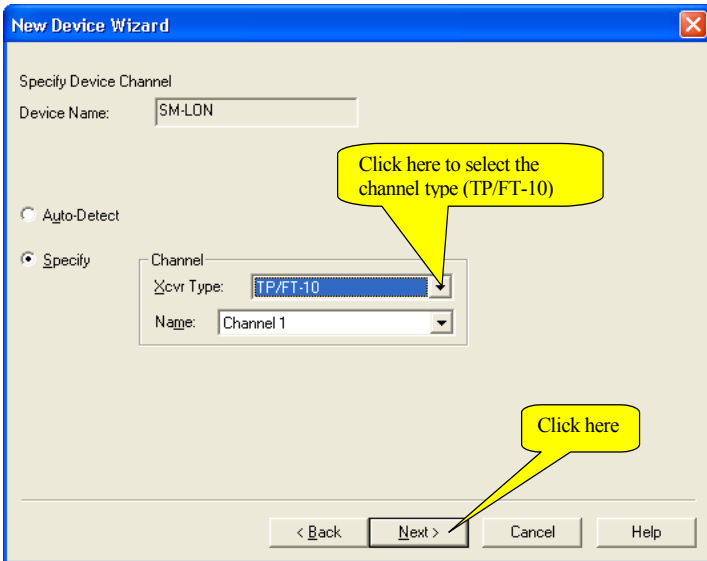 New Device Wizard
Specify Device Channel
Device Name: SM-LON
Click here to select the
channel type (TP/FT-10)
Auto-Detect
Specify
Channel
Xcvr Type: TP/FT-10
Name: Channel 1
Click here
< Back Next > Cancel Help